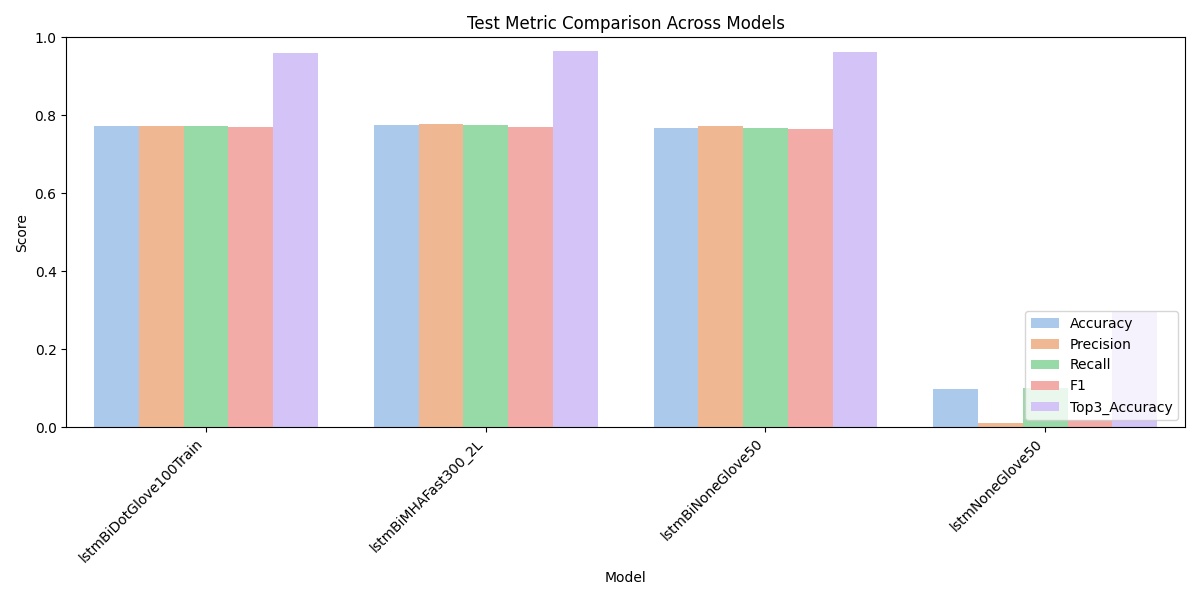 Test Metric Comparison Across Models
1.0
0.8
0.6
0.4
0.2
0.0
Score
Accuracy
Precision
Recall
F1
Top3_Accuracy
lstmBiDotGlove100Train
lstmBiMHAFast300_2L
lstmBiNoneGlove50
lstmNoneGlove50
Model